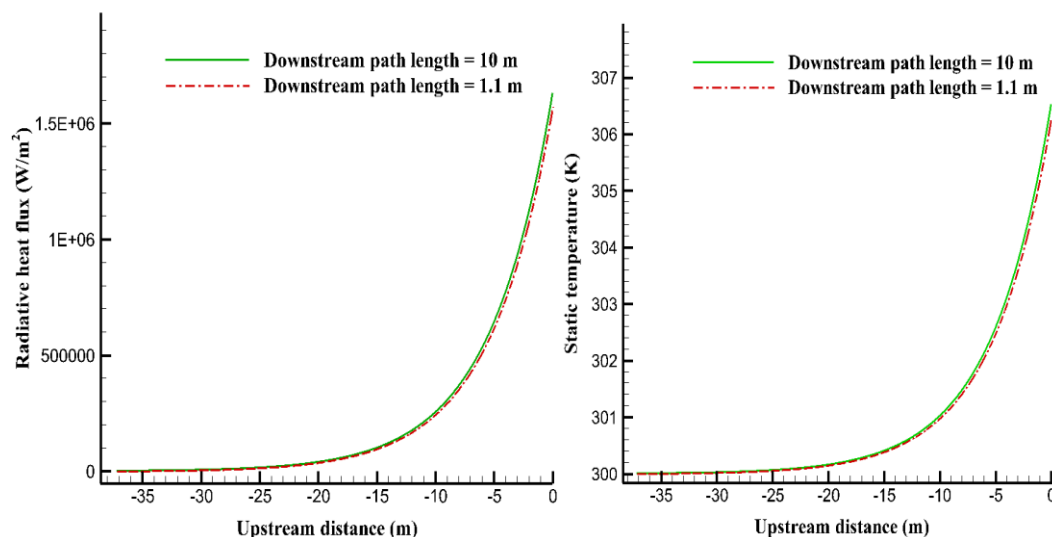 Downstream path length = 10 m
Downstream path length = 1.1 m
Radiative heat flux (W/m²)
1.5E+06
1E+06
500000
0
-35 -30 -25 -20 -15 -10 -5 0
Upstream distance (m)
Downstream path length = 10 m
Downstream path length = 1.1 m
Static temperature (K)
307
306
305
304
303
302
301
300
-35 -30 -25 -20 -15 -10 -5 0
Upstream distance (m)